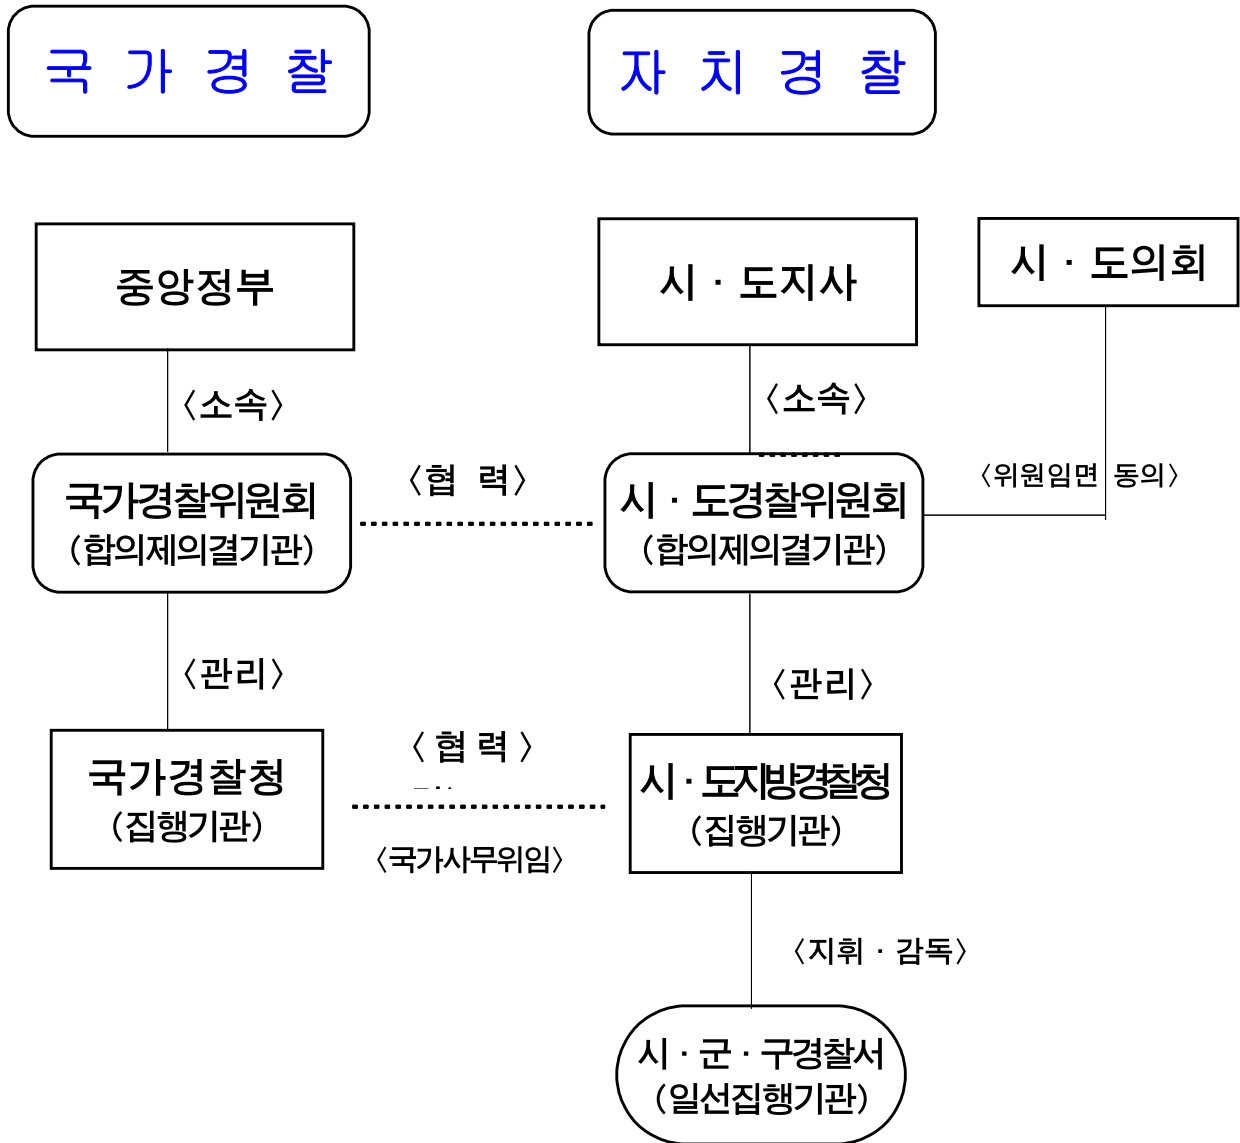 국 가 경 찰
자 치 경 찰
중앙정부
시 · 도지사
시 · 도의회
〈소속〉
〈소속〉
국가경찰위원회
(합의제의결기관)
〈협 력〉
시 · 도경찰위원회
(합의제의결기관)
〈위원임면 동의〉
〈관리〉
〈관리〉
국가경찰청
(집행기관)
〈협력〉
〈국가사무위임〉
시 · 도지방경찰청
(집행기관)
〈지휘 · 감독〉
시 · 군 · 구경찰서
(일선집행기관)